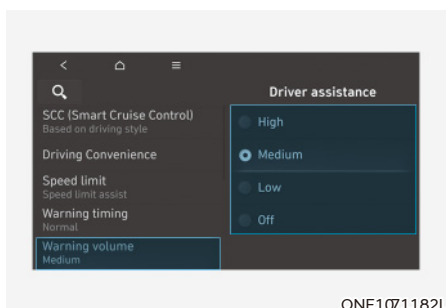 Driver assistance
SCC (Smart Cruise Control)
Based on driving style
Driving Convenience
Speed limit
Speed limit assist
Warning timing
Normal
Warning volume
Medium
High
Medium
Low
Off
ONE1071182L